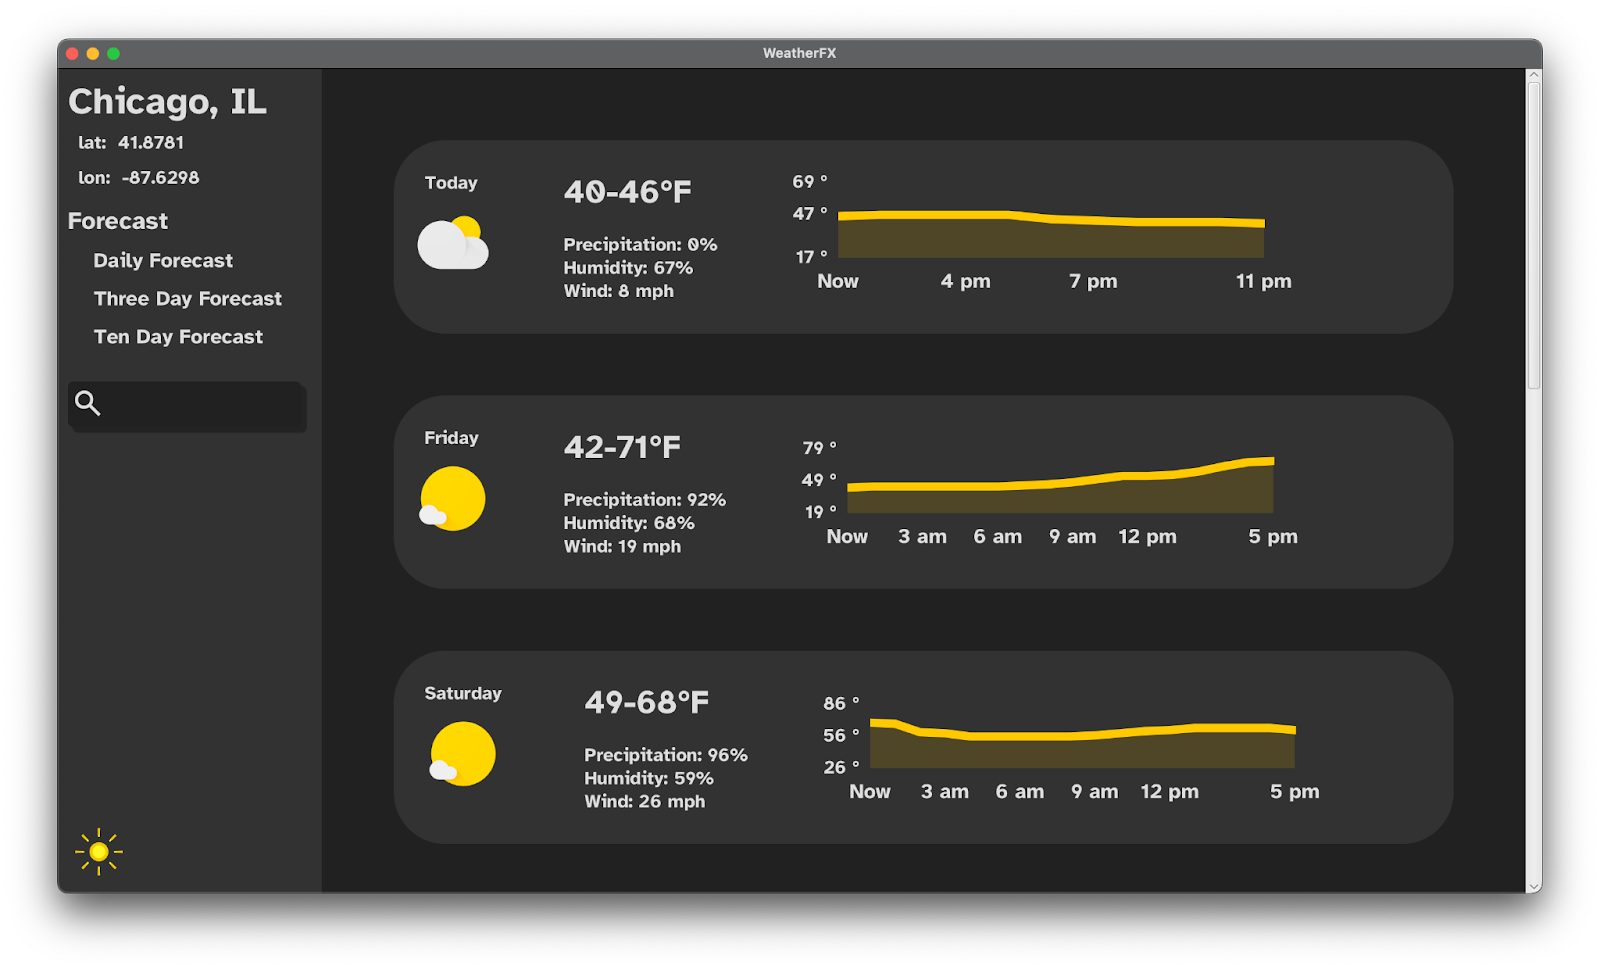 WeatherFX
Chicago, IL
lat: 41.8781
lon: -87.6298
Forecast
Daily Forecast
Three Day Forecast
Ten Day Forecast
Today
40-46°F
Precipitation: 0%
Humidity: 67%
Wind: 8 mph
69 °
47 °
17 °
Now 4 pm 7 pm 11 pm
Friday
42-71°F
Precipitation: 92%
Humidity: 68%
Wind: 19 mph
79 °
49 °
19 °
Now 3 am 6 am 9 am 12 pm 5 pm
Saturday
49-68°F
Precipitation: 96%
Humidity: 59%
Wind: 26 mph
86 °
56 °
26 °
Now 3 am 6 am 9 am 12 pm 5 pm